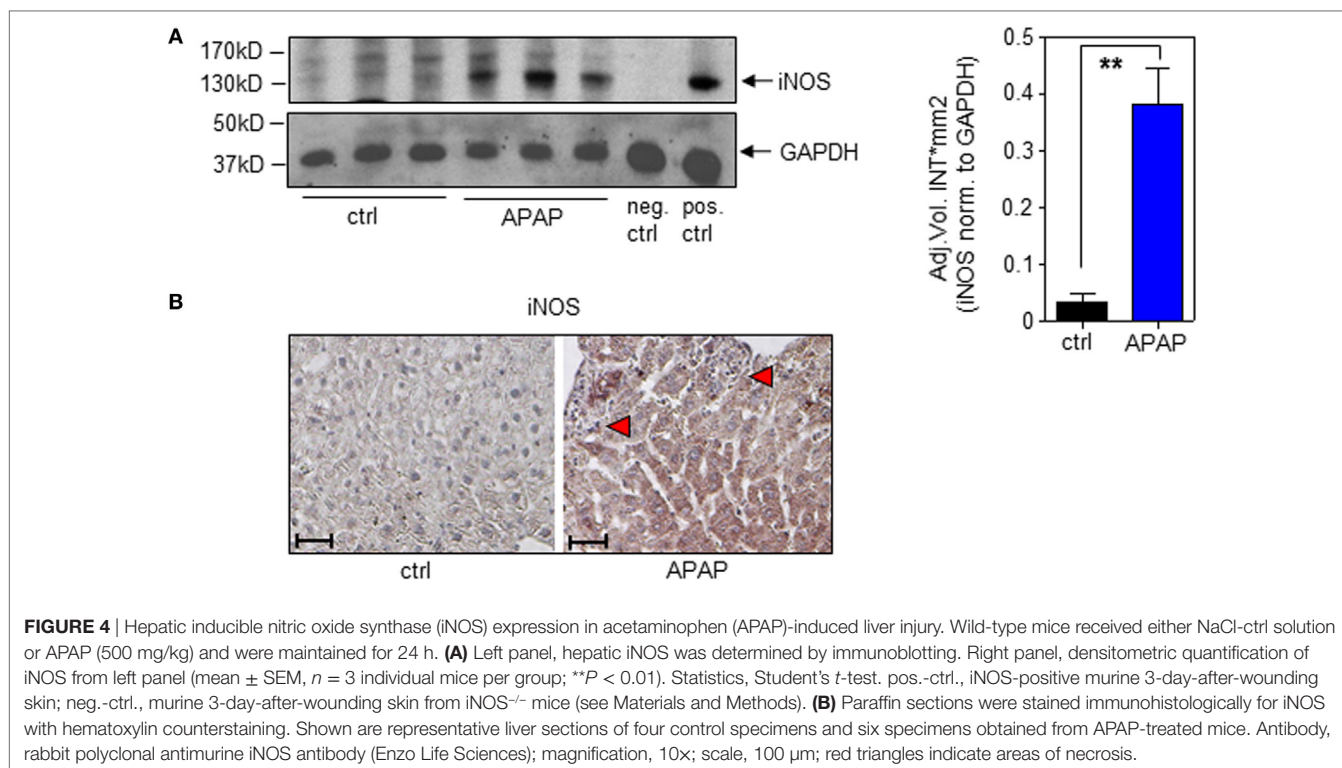 A
170kD
130kD
iNOS
50kD
37kD
GAPDH
ctrl
APAP
neg. ctrl
pos. ctrl
Adj.Vol. INT*mm2
(iNOS norm. to GAPDH)
0.5
0.4
0.3
0.2
0.1
0
**
ctrl
APAP
B
iNOS
ctrl
APAP
FIGURE 4 | Hepatic inducible nitric oxide synthase (iNOS) expression in acetaminophen (APAP)-induced liver injury. Wild-type mice received either NaCl-ctrl solution
or APAP (500 mg/kg) and were maintained for 24 h. (A) Left panel, hepatic iNOS was determined by immunoblotting. Right panel, densitometric quantification of
iNOS from left panel (mean ± SEM, n = 3 individual mice per group; **P < 0.01). Statistics, Student’s t-test. pos.-ctrl., iNOS-positive murine 3-day-after-wounding
skin; neg.-ctrl., murine 3-day-after-wounding skin from iNOS−/− mice (see Materials and Methods). (B) Paraffin sections were stained immunohistologically for iNOS
with hematoxylin counterstaining. Shown are representative liver sections of four control specimens and six specimens obtained from APAP-treated mice. Antibody,
rabbit polyclonal antimurine iNOS antibody (Enzo Life Sciences); magnification, 10×; scale, 100 µm; red triangles indicate areas of necrosis.